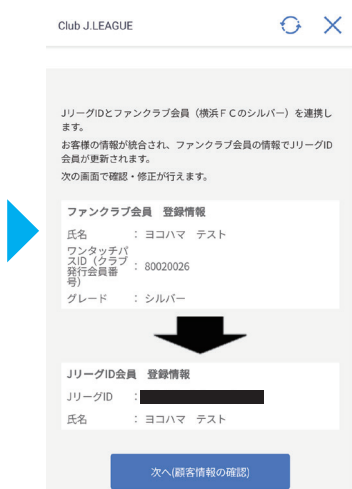 Club J.LEAGUE
JリーグIDとファンクラブ会員（横浜ＦＣのシルバー）を連携し
ます。
お客様の情報が統合され、ファンクラブ会員の情報でJリーグID
会員が更新されます。
次の画面で確認・修正が行えます。
ファンクラブ会員　登録情報
氏名　：ヨコハマ　テスト
ワンタッチパ
スID（クラブ
発行会員番：80020026
号）
グレード　：シルバー
JリーグID会員　登録情報
JリーグID　：
氏名　：ヨコハマ　テスト
次へ(顧客情報の確認)